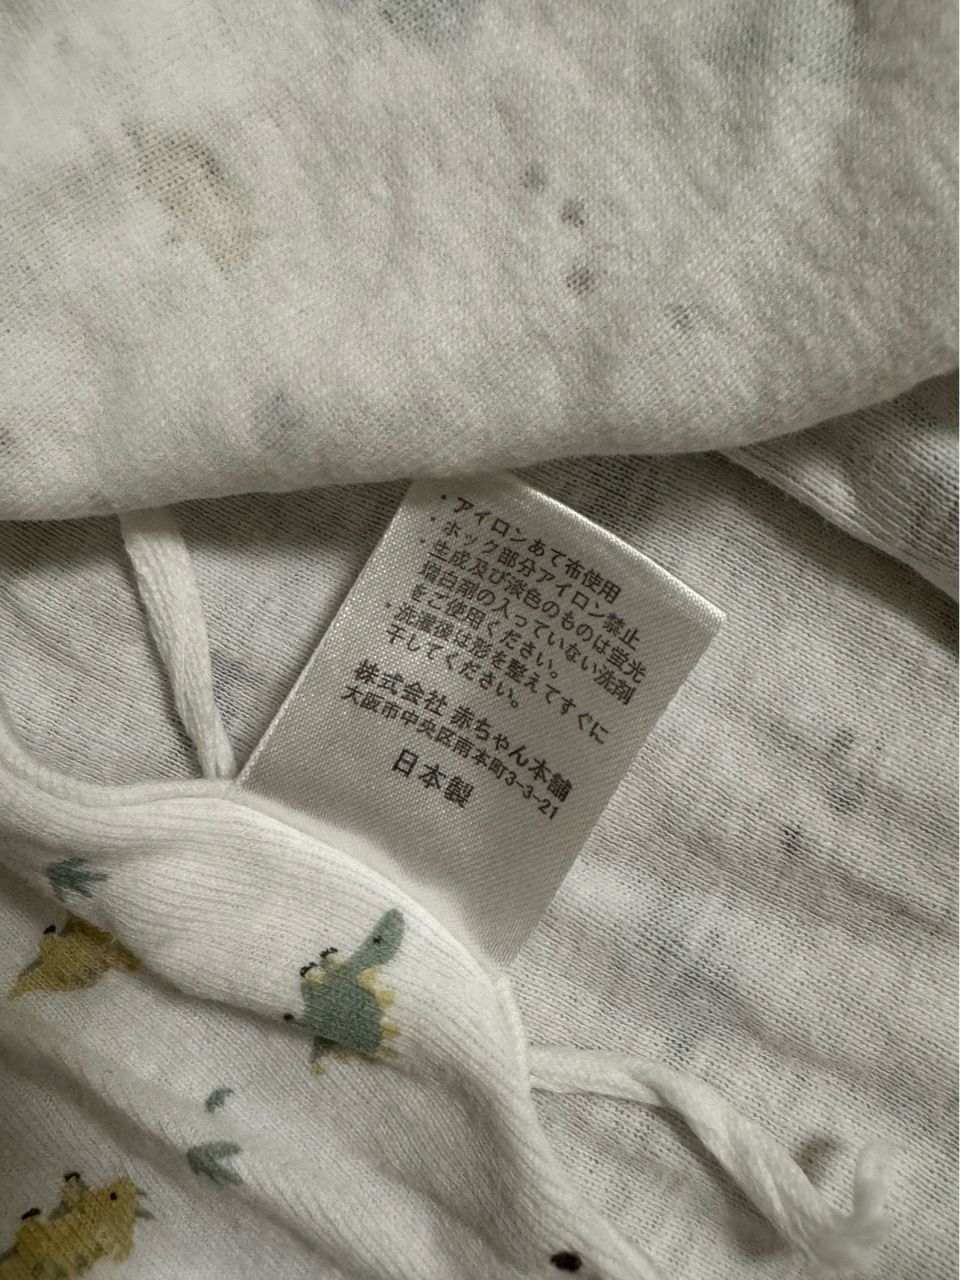 ・アイロンあて布使用
・ホック部分アイロン禁止
・生成及び淡色のものは蛍光
増白剤の入っていない洗剤
をご使用ください。
・洗濯後は形を整えてすぐに
干してください。
株式会社 赤ちゃん本舗
大阪市中央区南本町3-3-21
日本製